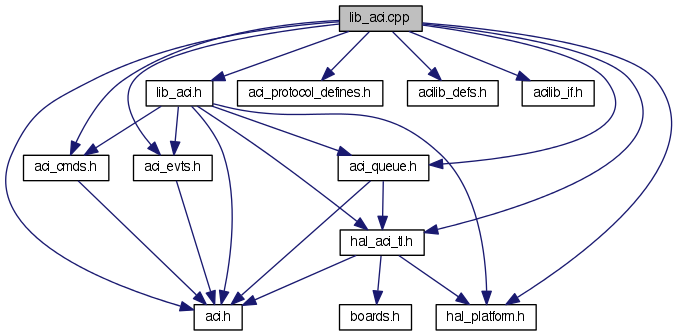 lib_aci.cpp
lib_aci.h
aci_protocol_defines.h
acilib_defs.h
acilib_if.h
aci_cmds.h
aci_evts.h
aci_queue.h
hal_aci_tl.h
aci.h
boards.h
hal_platform.h